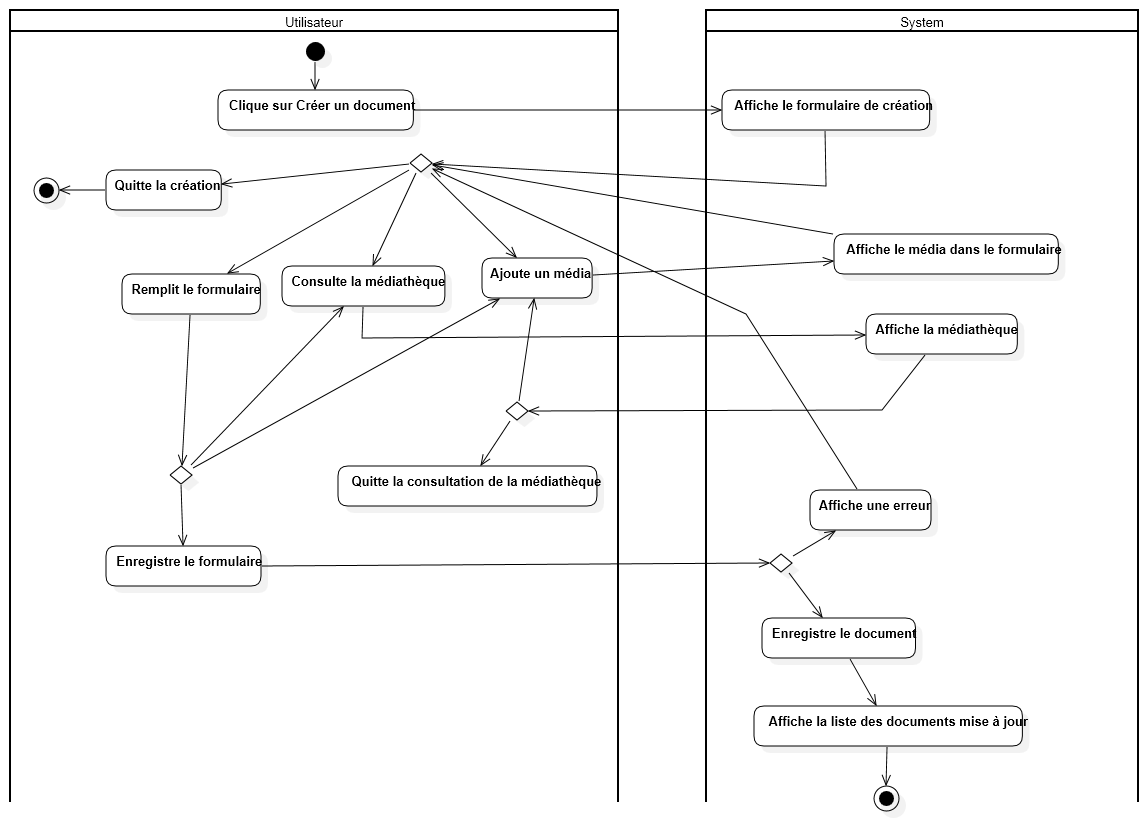 Utilisateur
System
Clique sur Créer un document
Affiche le formulaire de création
Quitte la création
Affiche le média dans le formulaire
Ajoute un média
Consulte la médiathèque
Remplit le formulaire
Affiche la médiathèque
Quitte la consultation de la médiathèque
Affiche une erreur
Enregistre le formulaire
Enregistre le document
Affiche la liste des documents mise à jour